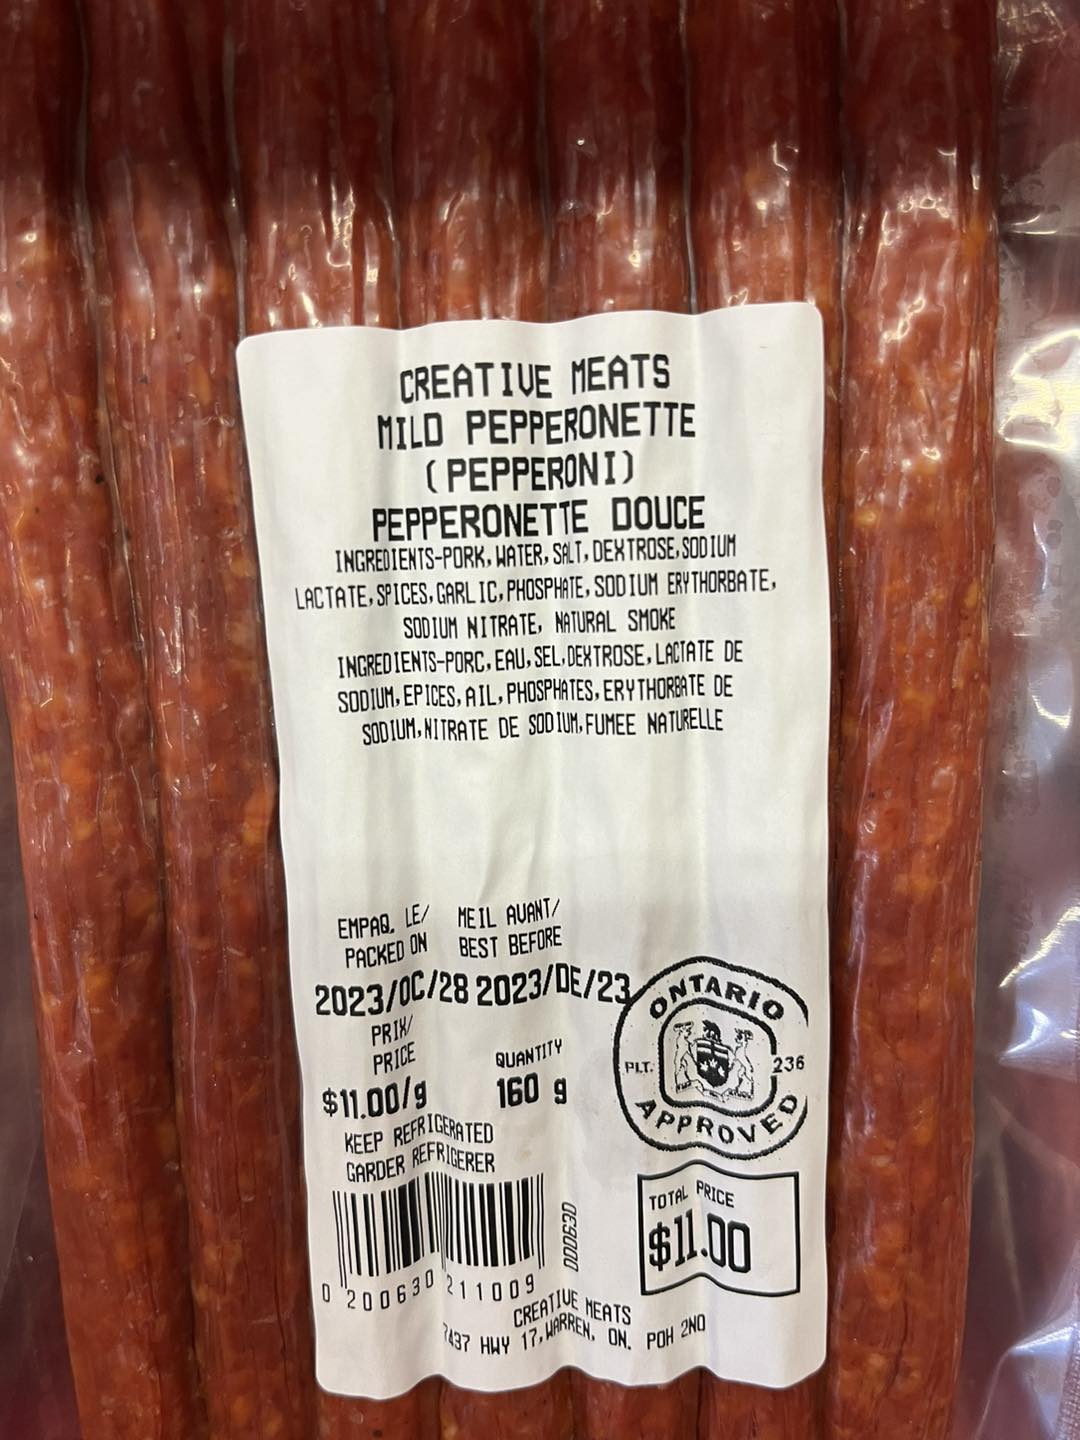 CREATIVE MEATS
MILD PEPPERONETTE
(PEPPERONI)
PEPPERONETTE DOUCE
INGREDIENTS-PORK, WATER, SALT, DEXTROSE, SODIUM
LACTATE, SPICES, GARLIC, PHOSPHATE, SODIUM ERYTHORBATE,
SODIUM NITRATE, NATURAL SMOKE
INGREDIENTS-PORC, EAU, SEL, DEXTROSE, LACTATE DE
SODIUM, EPICES, AIL, PHOSPHATES, ERYTHORBATE DE
SODIUM, NITRATE DE SODIUM, FUMEE NATURELLE
EMPAQ. LE/ MEIL AVANT/
PACKED ON BEST BEFORE
2023/OC/28 2023/DE/23
ONTARIO
PLT. 236
APPROVED
PRIX/
PRICE QUANTITY
$11.00/g 160 g
KEEP REFRIGERATED
GARDER REFRIGERER
TOTAL PRICE
$11.00
000630
0 200630 211009
CREATIVE MEATS
7437 HWY 17, WARREN, ON. POH 2NO